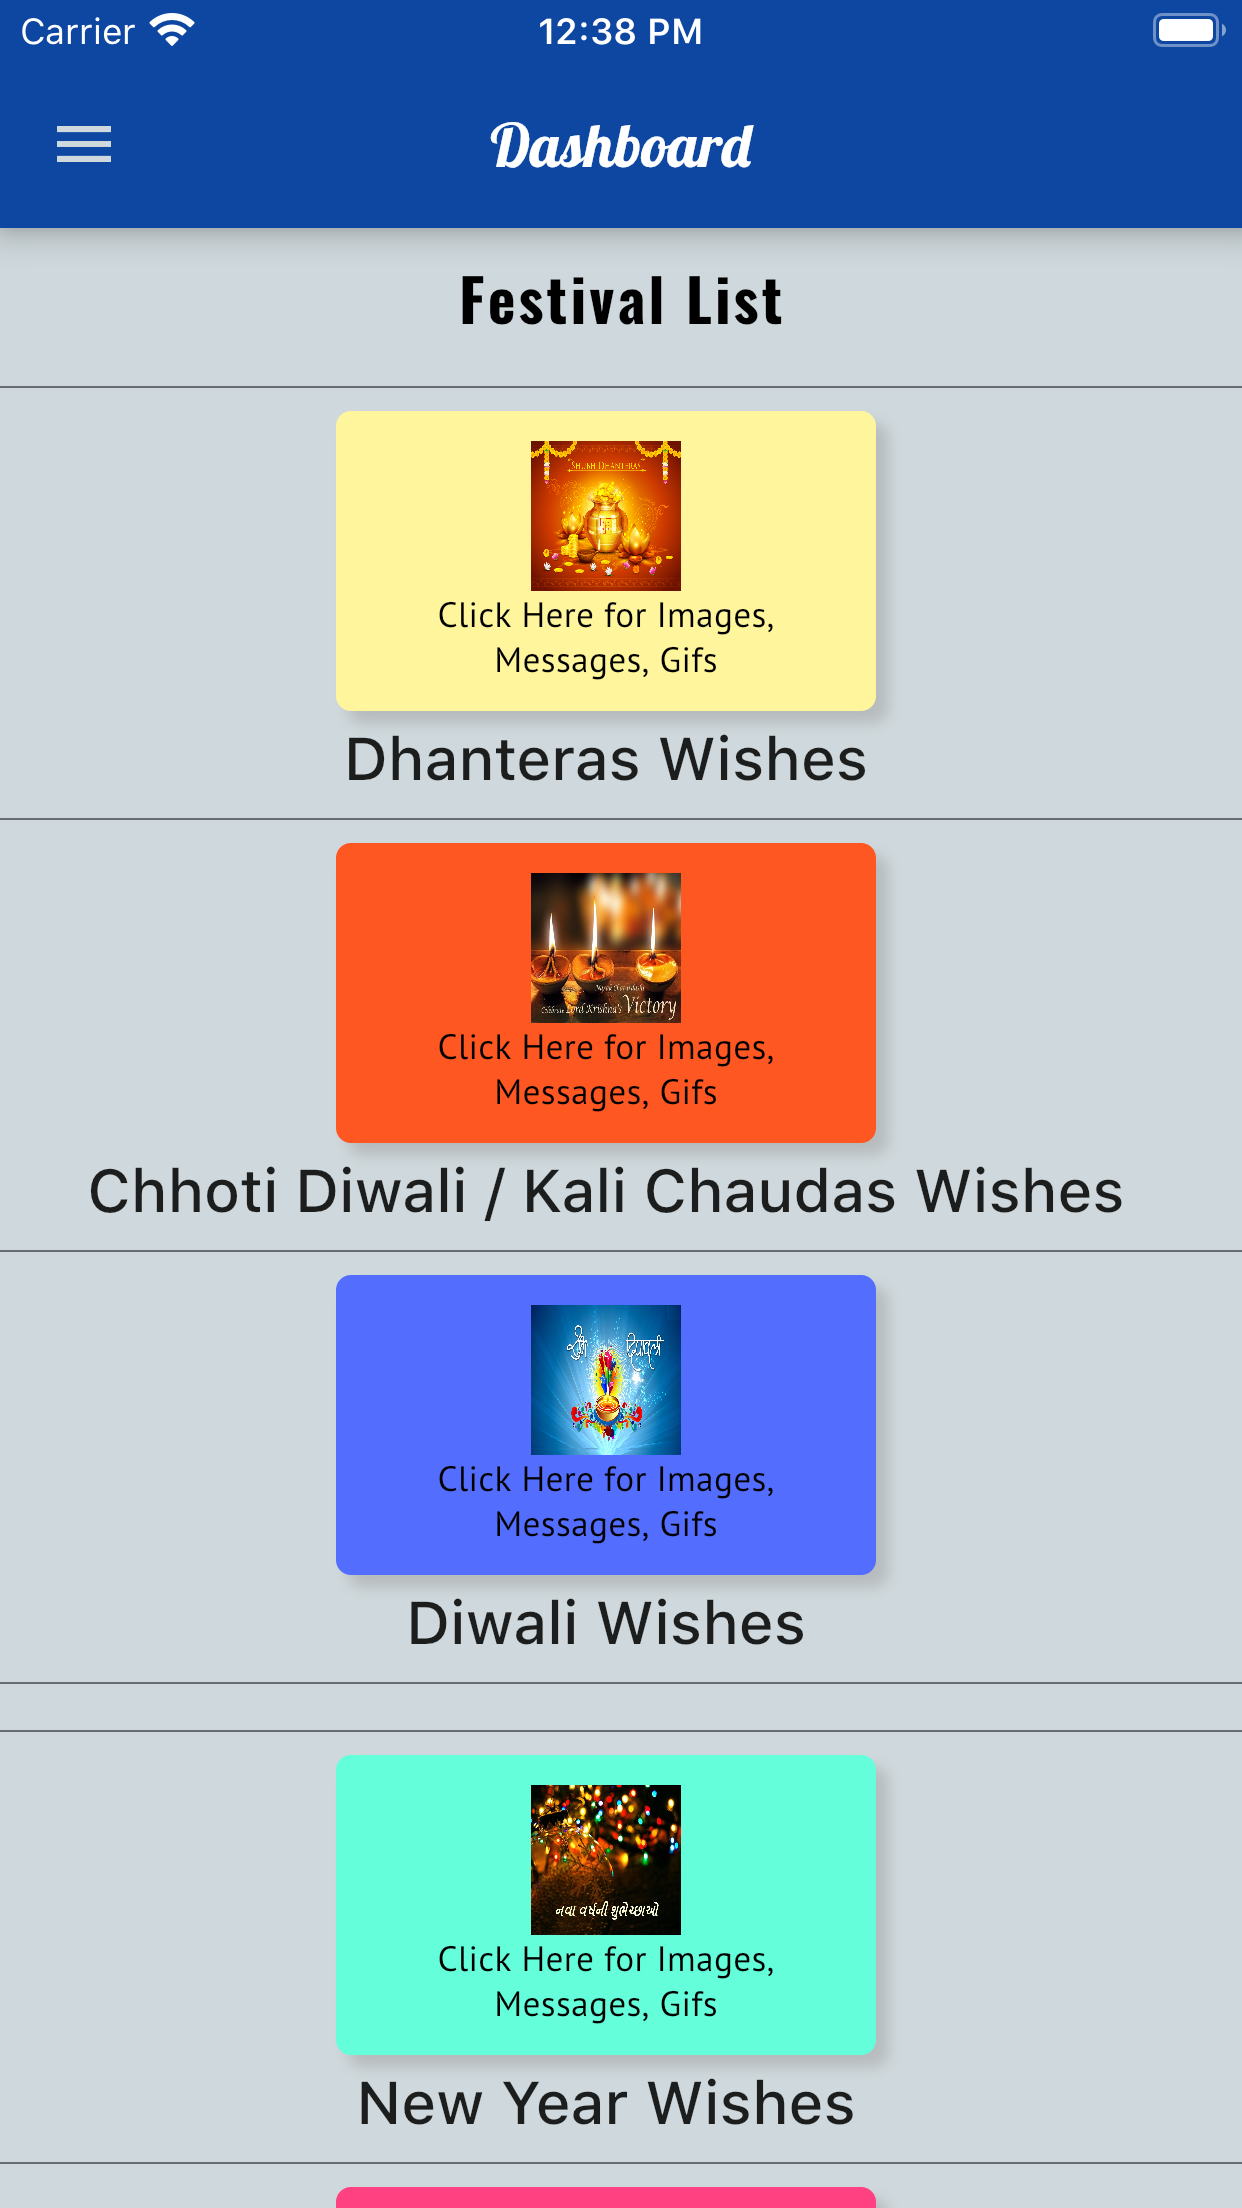 Carrier
12:38 PM
Dashboard
Festival List
SHUBH DHANTERAS
Click Here for Images,
Messages, Gifs
Dhanteras Wishes
Celebrate Lord Krishna's Victory
Click Here for Images,
Messages, Gifs
Chhoti Diwali / Kali Chaudas Wishes
Click Here for Images,
Messages, Gifs
Diwali Wishes
નવા વર્ષની શુભેચ્છાઓ
Click Here for Images,
Messages, Gifs
New Year Wishes